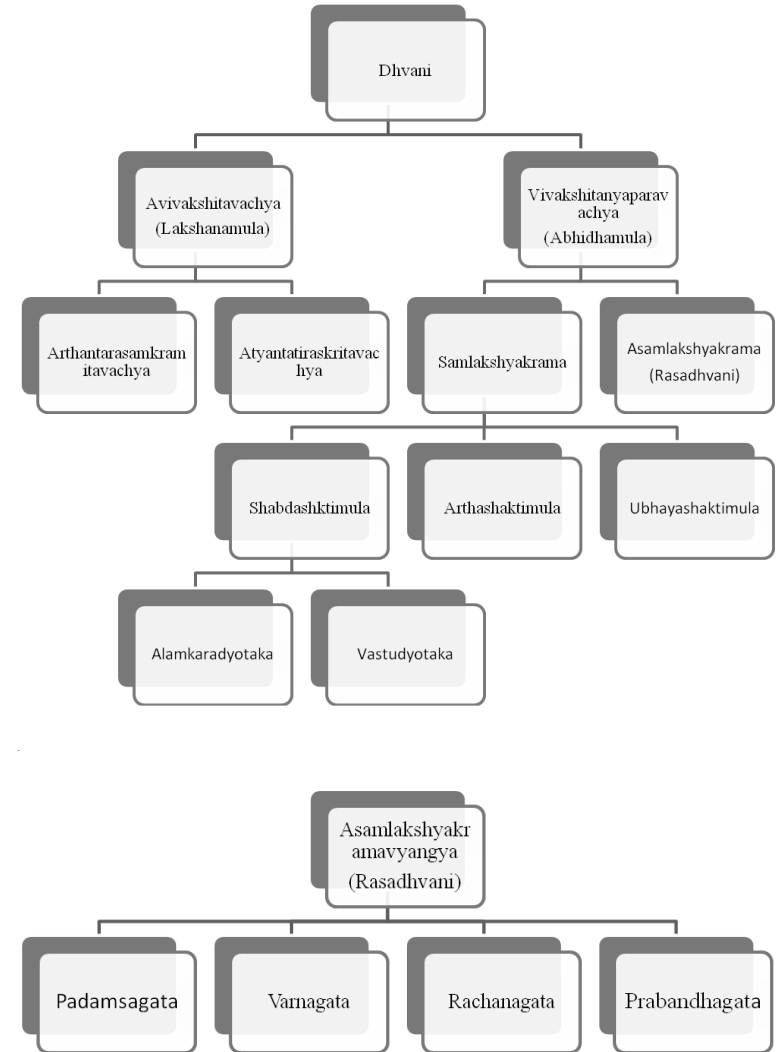 Dhvani
Avivakshitavachya
(Lakshanamula)
Vivakshitanyaparav
achya
(Abhidhamula)
Arthantarasamkram
itavachya
Atyantatiraskritavac
hya
Samlakshyakrama
Asamlakshyakrama
(Rasadhvani)
Shabdashktimula
Arthashaktimula
Ubhayashaktimula
Alamkaradyotaka
Vastudyotaka
Asamlakshyakr
amavyangya
(Rasadhvani)
Padamsagata
Varnagata
Rachanagata
Prabandhagata